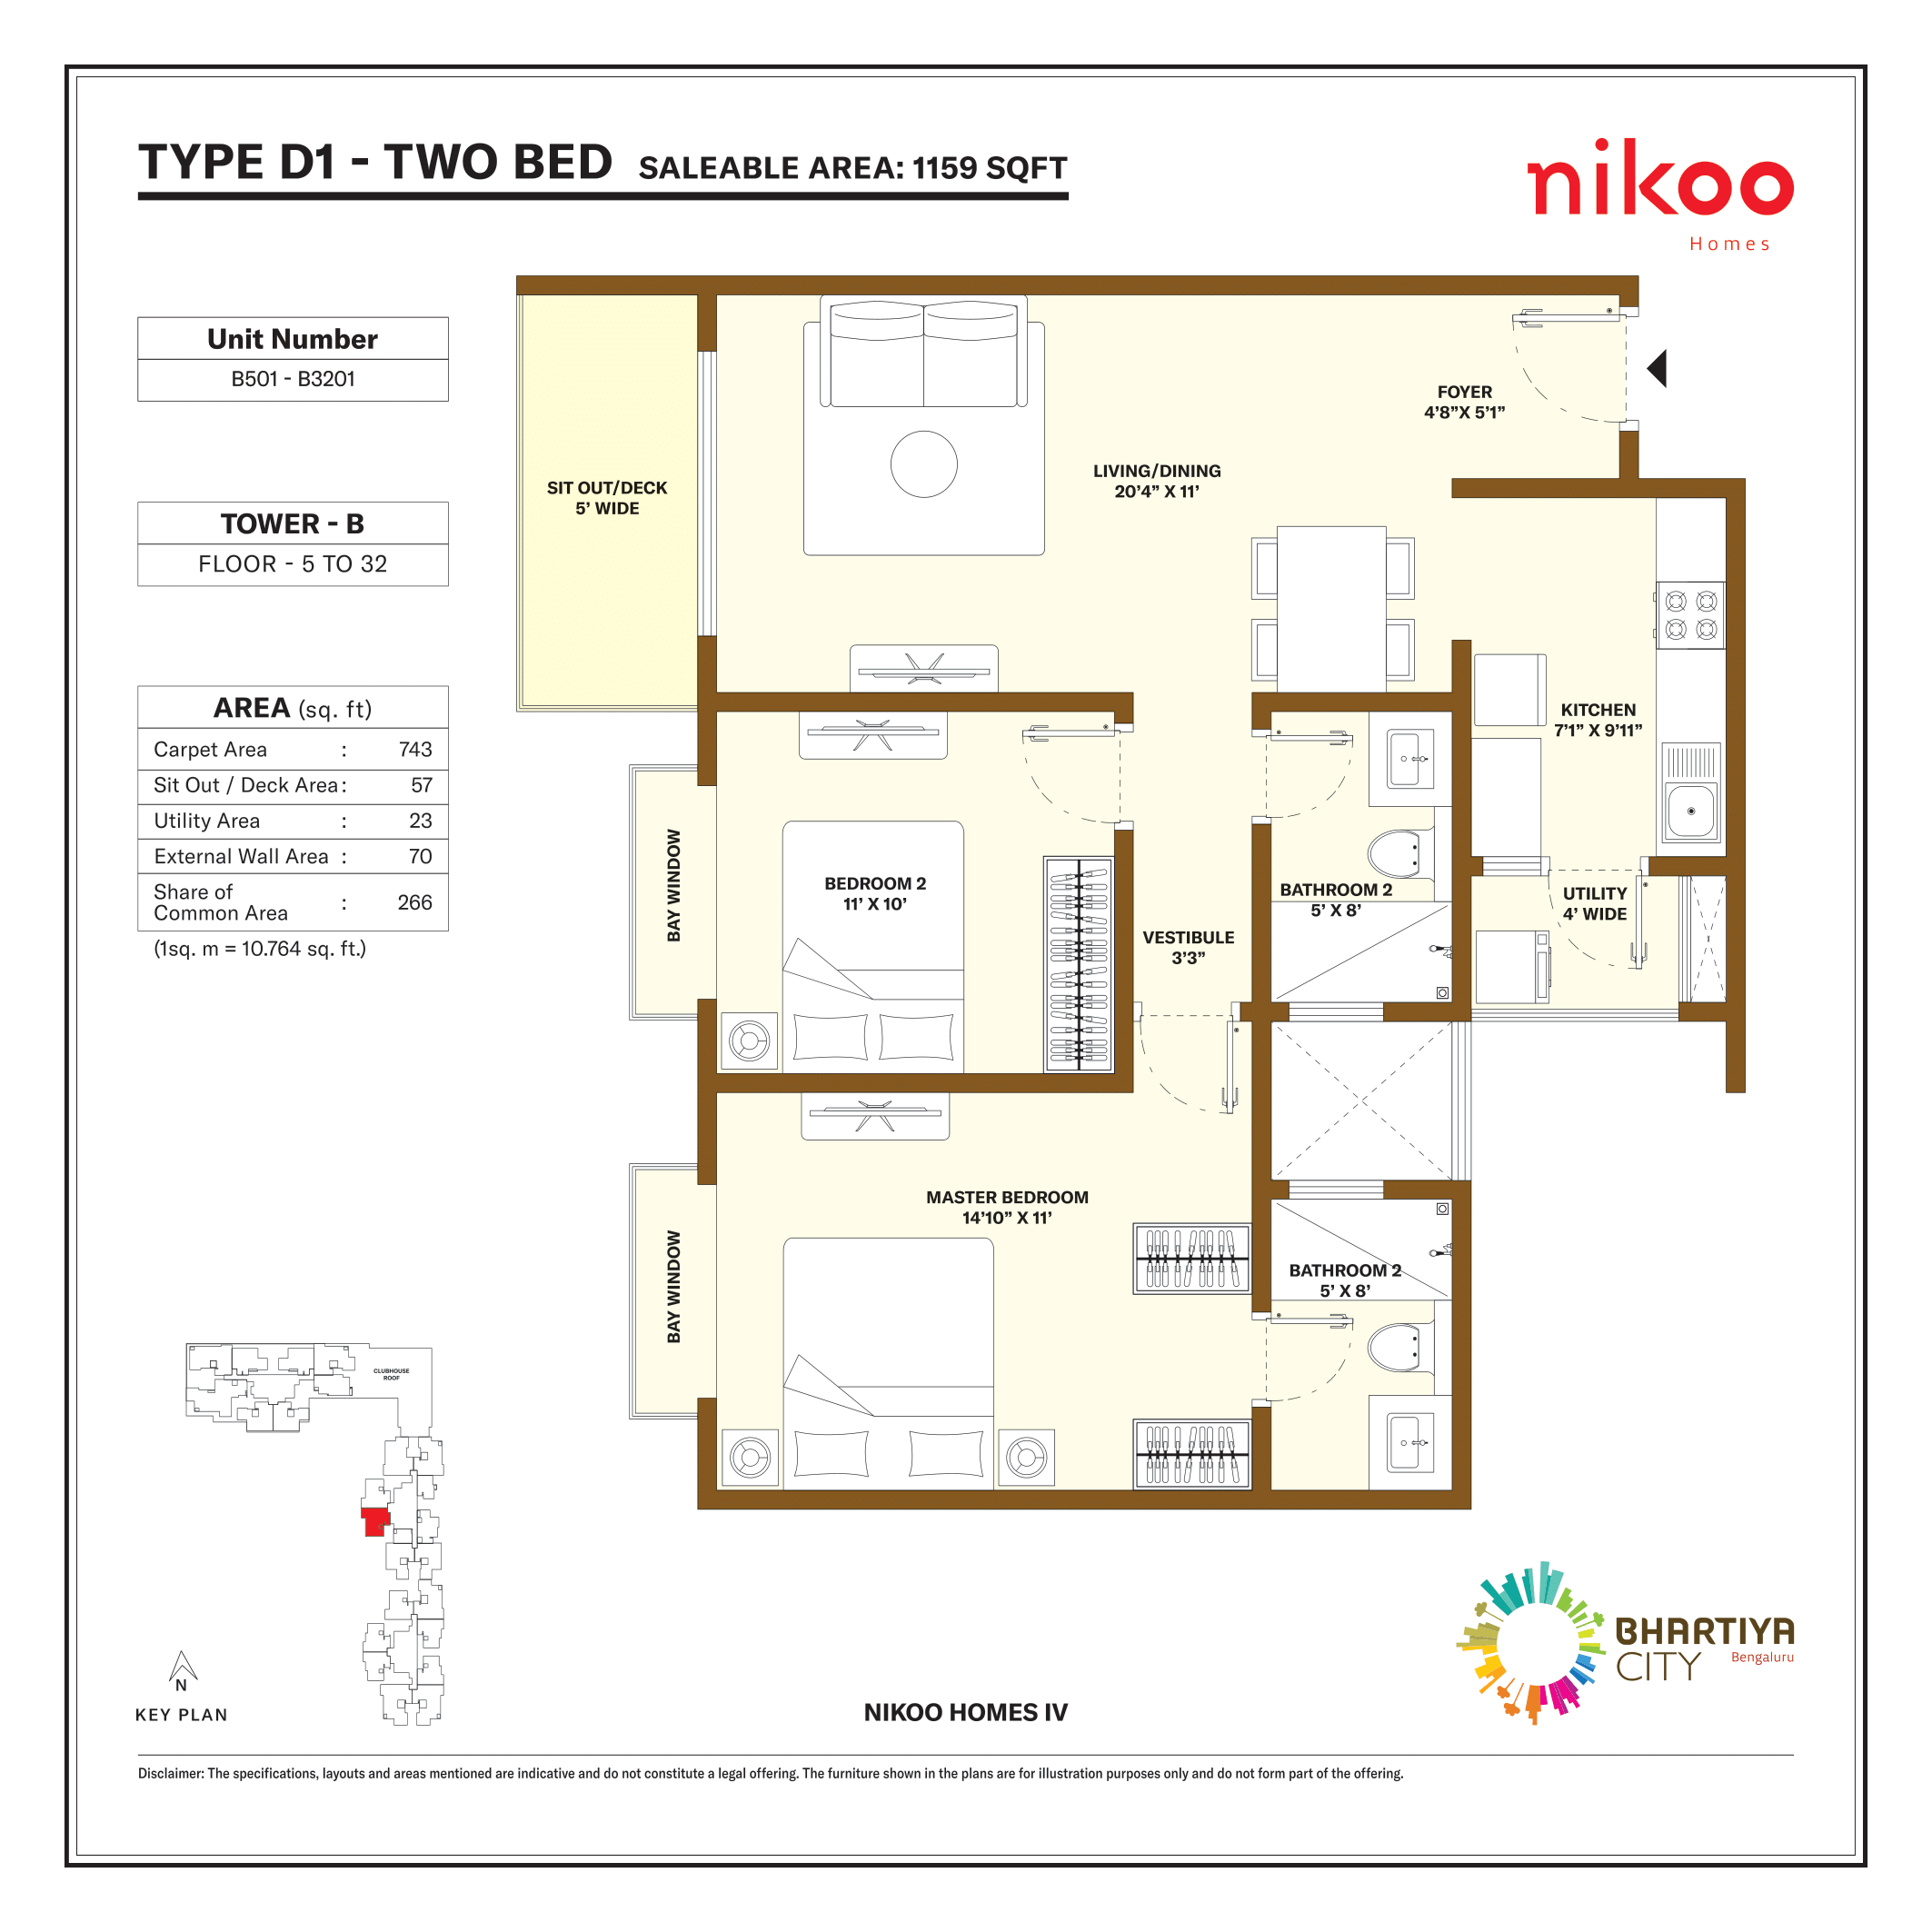 TYPE D1 - TWO BED SALEABLE AREA: 1159 SQFT
nikoo
Homes
Unit Number
B501 - B3201
TOWER - B
FLOOR - 5 TO 32
AREA (sq. ft)
Carpet Area : 743
Sit Out / Deck Area : 57
Utility Area : 23
External Wall Area : 70
Share of
Common Area : 266
(1sq. m = 10.764 sq. ft.)
FOYER
4’8”X 5’1”
LIVING/DINING
20’4” X 11’
SIT OUT/DECK
5’ WIDE
KITCHEN
7’1” X 9’11”
BAY WINDOW
BEDROOM 2
11’ X 10’
BATHROOM 2
5’ X 8’
UTILITY
4’ WIDE
VESTIBULE
3’3”
MASTER BEDROOM
14’10” X 11’
BAY WINDOW
BATHROOM 2
5’ X 8’
CLUBHOUSE
ROOF
N
KEY PLAN
NIKOO HOMES IV
BHARTIYA
CITY Bengaluru
Disclaimer: The specifications, layouts and areas mentioned are indicative and do not constitute a legal offering. The furniture shown in the plans are for illustration purposes only and do not form part of the offering.